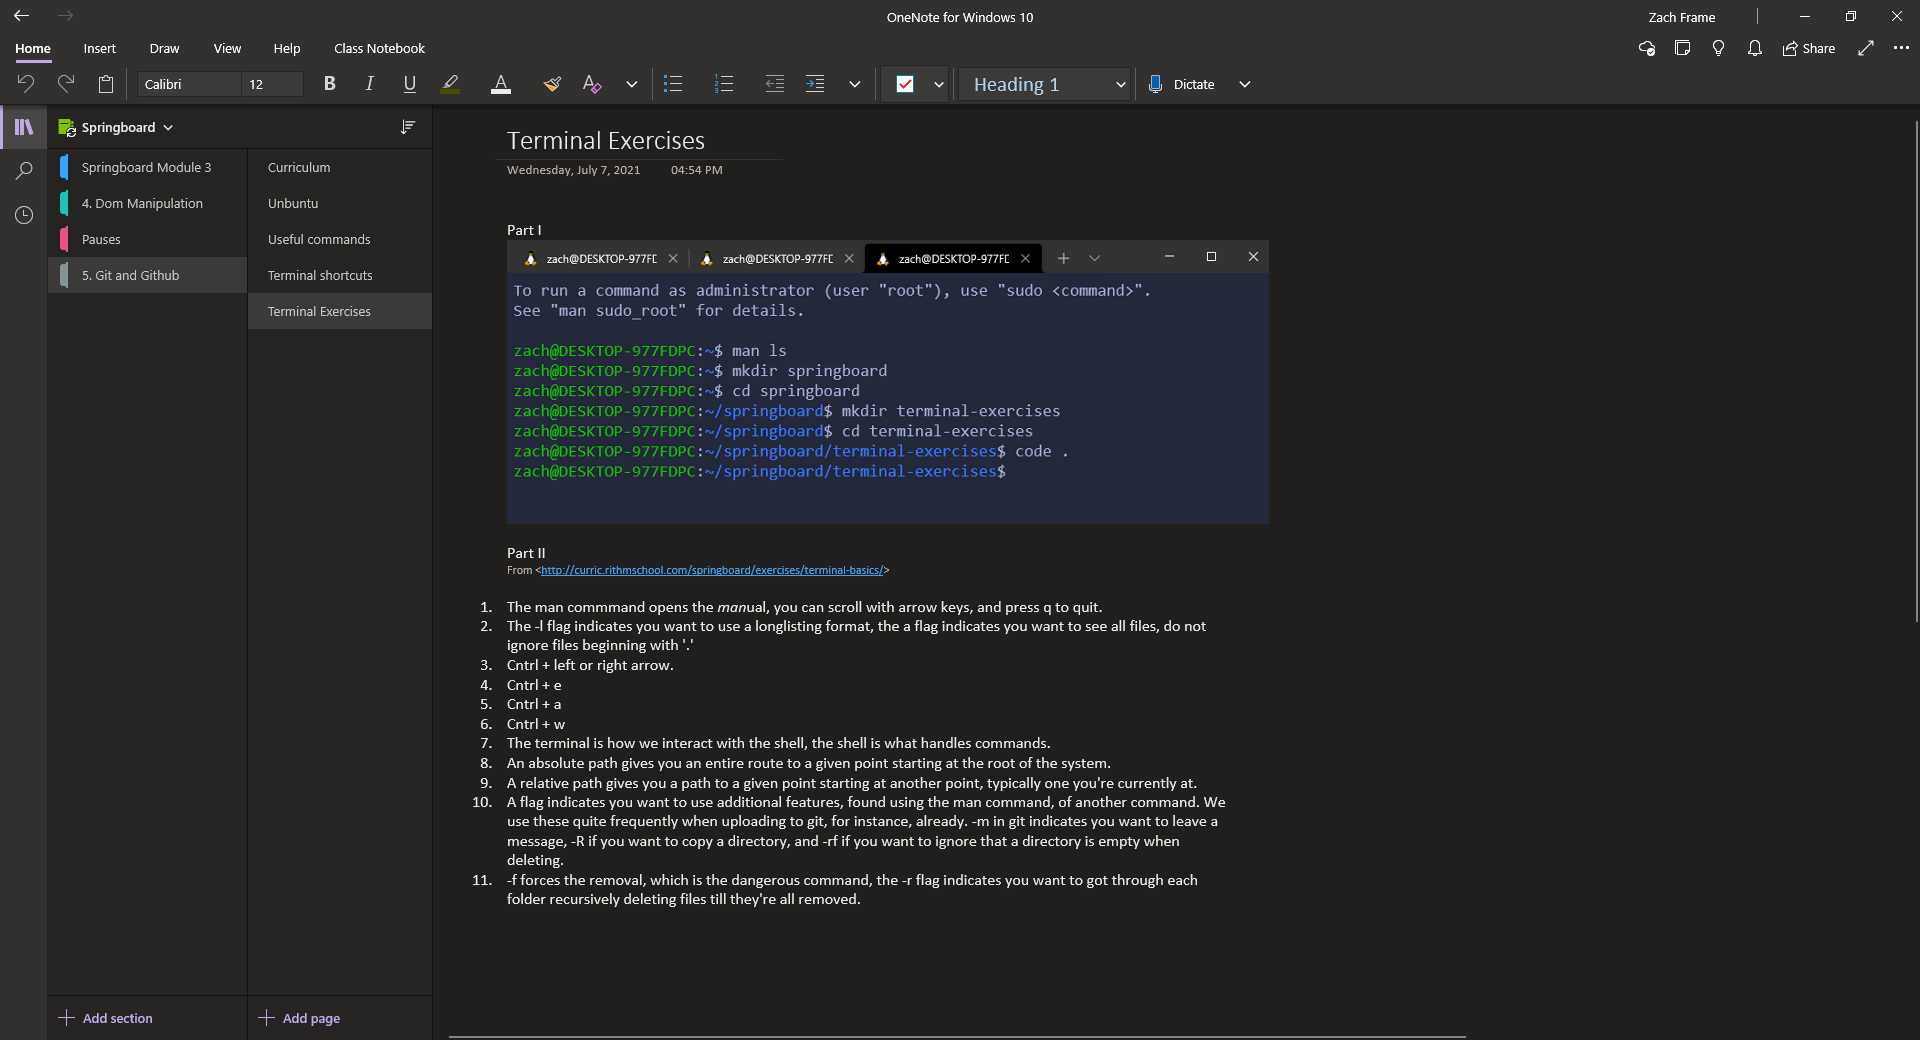 OneNote for Windows 10
Zach Frame
Home Insert Draw View Help Class Notebook
Share
Calibri 12 B I U A A Heading 1 Dictate
Springboard
Springboard Module 3
4. Dom Manipulation
Pauses
5. Git and Github
Curriculum
Unbuntu
Useful commands
Terminal shortcuts
Terminal Exercises
Add section
Add page
Terminal Exercises
Wednesday, July 7, 2021 04:54 PM
Part I
zach@DESKTOP-977FD zach@DESKTOP-977FD zach@DESKTOP-977FD
To run a command as administrator (user "root"), use "sudo <command>".
See "man sudo_root" for details.
zach@DESKTOP-977FDPC:~$ man ls
zach@DESKTOP-977FDPC:~$ mkdir springboard
zach@DESKTOP-977FDPC:~$ cd springboard
zach@DESKTOP-977FDPC:~/springboard$ mkdir terminal-exercises
zach@DESKTOP-977FDPC:~/springboard$ cd terminal-exercises
zach@DESKTOP-977FDPC:~/springboard/terminal-exercises$ code .
zach@DESKTOP-977FDPC:~/springboard/terminal-exercises$
Part II
From <http://curric.rithmschool.com/springboard/exercises/terminal-basics/>
1. The man commmand opens the manual, you can scroll with arrow keys, and press q to quit.
2. The -l flag indicates you want to use a longlisting format, the a flag indicates you want to see all files, do not
ignore files beginning with '.'
3. Cntrl + left or right arrow.
4. Cntrl + e
5. Cntrl + a
6. Cntrl + w
7. The terminal is how we interact with the shell, the shell is what handles commands.
8. An absolute path gives you an entire route to a given point starting at the root of the system.
9. A relative path gives you a path to a given point starting at another point, typically one you're currently at.
10. A flag indicates you want to use additional features, found using the man command, of another command. We
use these quite frequently when uploading to git, for instance, already. -m in git indicates you want to leave a
message, -R if you want to copy a directory, and -rf if you want to ignore that a directory is empty when
deleting.
11. -f forces the removal, which is the dangerous command, the -r flag indicates you want to got through each
folder recursively deleting files till they're all removed.